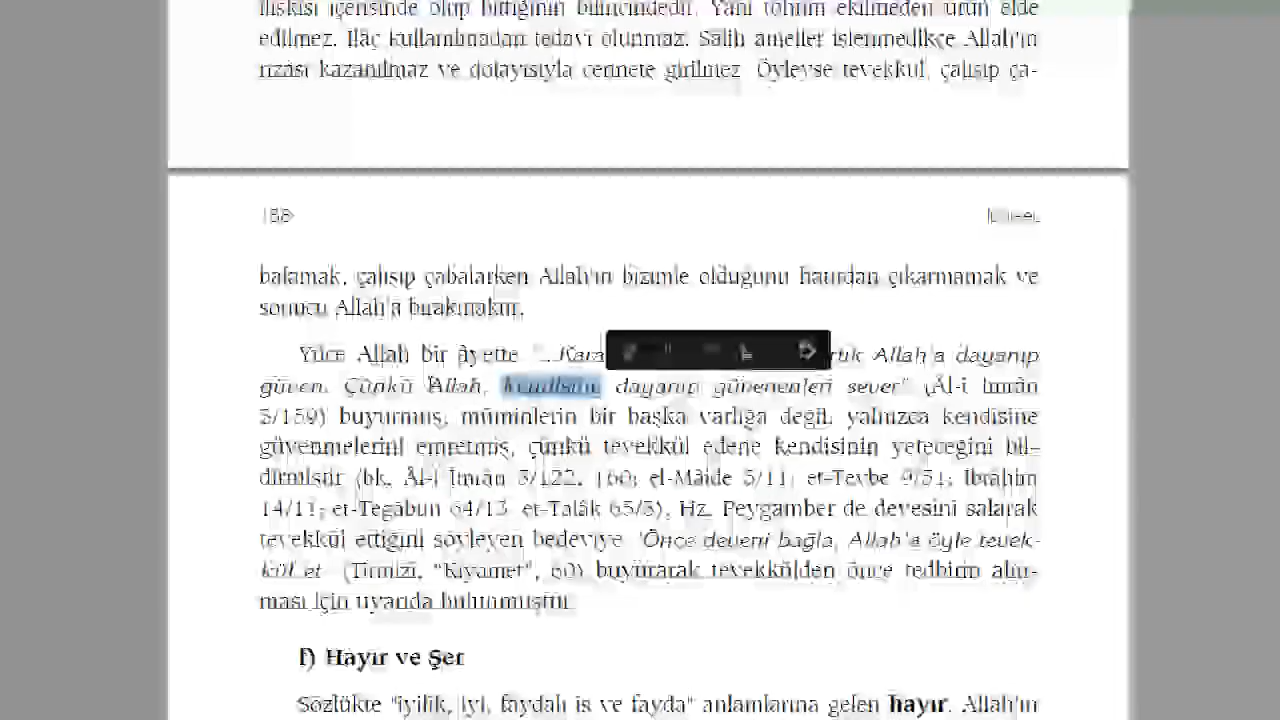 ilişkisi içerisinde olup bittiğinin bilincindedir. Yani tohum ekilmeden ürün elde
edilmez. İlaç kullanılmadan tedavi olunmaz. Salih ameller işlenmedikçe Allah'ın
rızası kazanılmaz ve dolayısıyla cennete girilmez. Öyleyse tevekkül, çalışıp ça-
188
balamak, çalışıp çabalarken Allah'ın bizimle olduğunu hatırdan çıkarmamak ve
sonucu Allah'a bırakmaktır.
Yüce Allah bir âyette "...Kara rtık Allah'a dayanıp
güven. Çünkü Allah, kendisine dayanıp güvenenleri sever" (Âl-i İmrân
3/159) buyurmuş, müminlerin bir başka varlığa değil, yalnızca kendisine
güvenmelerini emretmiş, çünkü tevekkül edene kendisinin yeteceğini bil-
dirmiştir (bk. Âl-i İmrân 3/122, 160; el-Mâide 5/11; et-Tevbe 9/51; İbrâhîm
14/11; et-Tegâbün 64/13; et-Talâk 65/3). Hz. Peygamber de devesini salarak
tevekkül ettiğini söyleyen bedeviye "Önce deveni bağla, Allah'a öyle tevek-
kül et" (Tirmizî, "Kıyamet", 60) buyurarak tevekkülden önce tedbirin alın-
ması için uyarıda bulunmuştur.
f) Hayır ve Şer
Sözlükte "iyilik, iyi, faydalı iş ve fayda" anlamlarına gelen hayır, Allah'ın